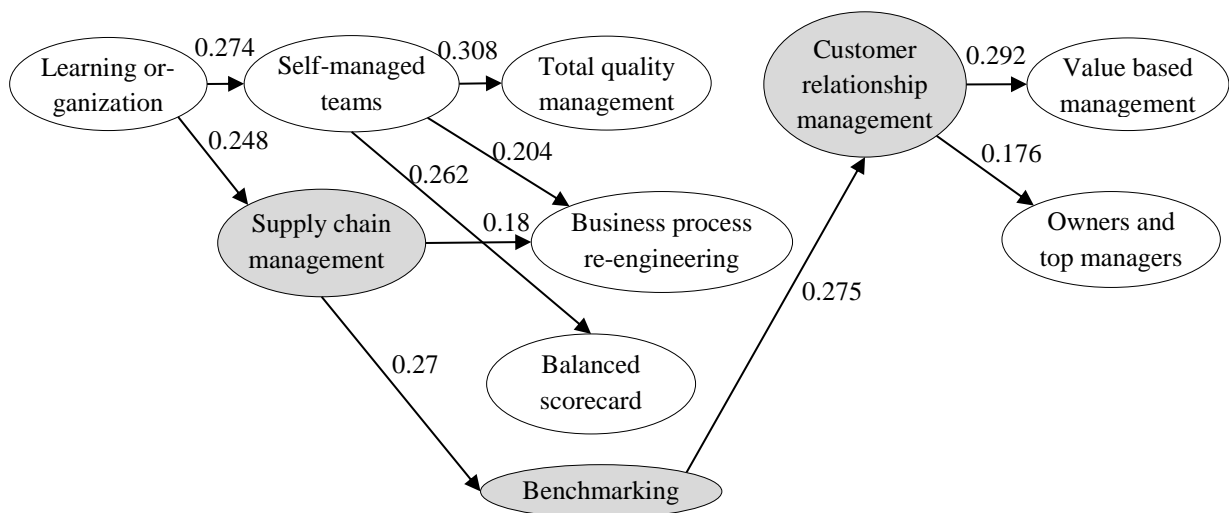 0.274
Learning or-
ganization
Self-managed
teams
0.308
Total quality
management
Customer
relationship
management
0.292
Value based
management
0.248
0.204
0.262
0.176
Supply chain
management
0.18
Business process
re-engineering
Owners and
top managers
0.275
0.27
Balanced
scorecard
Benchmarking